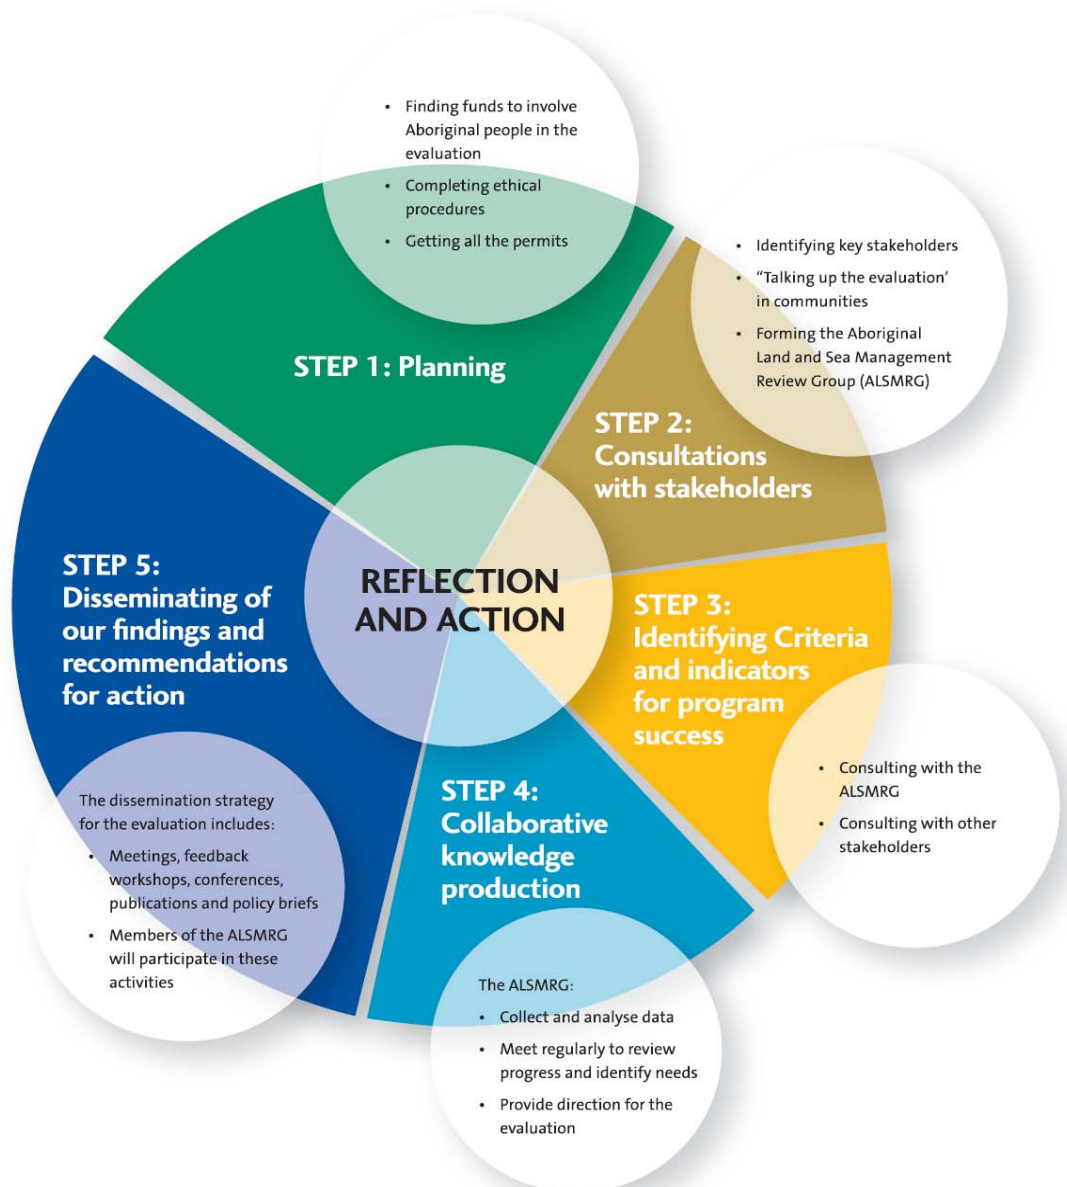 • Finding funds to involve
Aboriginal people in the
evaluation
• Completing ethical
procedures
• Getting all the permits
STEP 1: Planning
• Identifying key stakeholders
• “Talking up the evaluation’
in communities
• Forming the Aboriginal
Land and Sea Management
Review Group (ALSMRG)
STEP 2:
Consultations
with stakeholders
REFLECTION
AND ACTION
STEP 3:
Identifying Criteria
and indicators
for program
success
• Consulting with the
ALSMRG
• Consulting with other
stakeholders
STEP 4:
Collaborative
knowledge
production
The ALSMRG:
• Collect and analyse data
• Meet regularly to review
progress and identify needs
• Provide direction for the
evaluation
STEP 5:
Disseminating of
our findings and
recommendations
for action
The dissemination strategy
for the evaluation includes:
• Meetings, feedback
workshops, conferences,
publications and policy briefs
• Members of the ALSMRG
will participate in these
activities